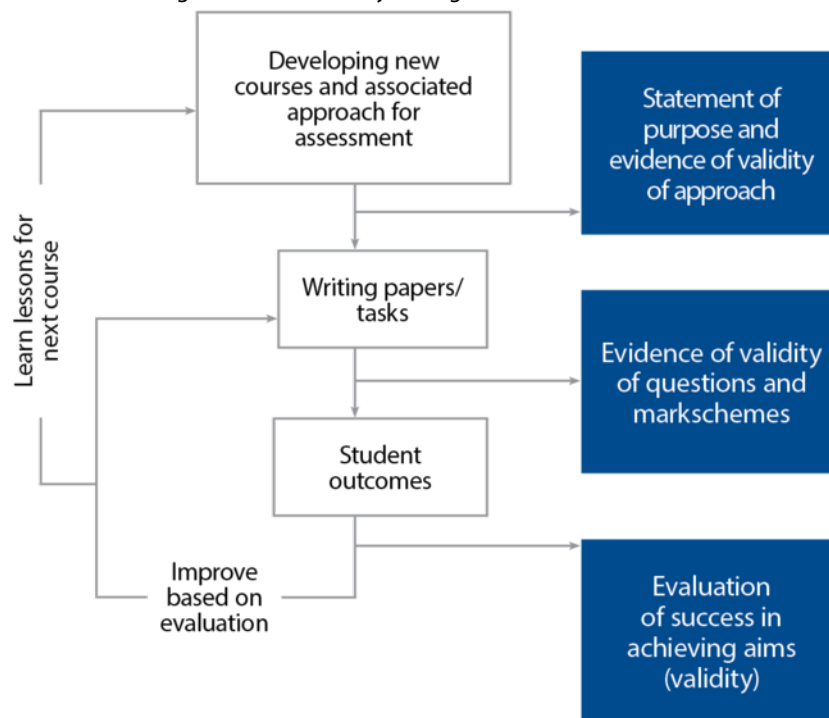 Developing new
courses and associated
approach for
assessment
Statement of
purpose and
evidence of validity
of approach
Learn lessons for
next course
Writing papers/
tasks
Evidence of validity
of questions and
markschemes
Student
outcomes
Improve
based on
evaluation
Evaluation
of success in
achieving aims
(validity)